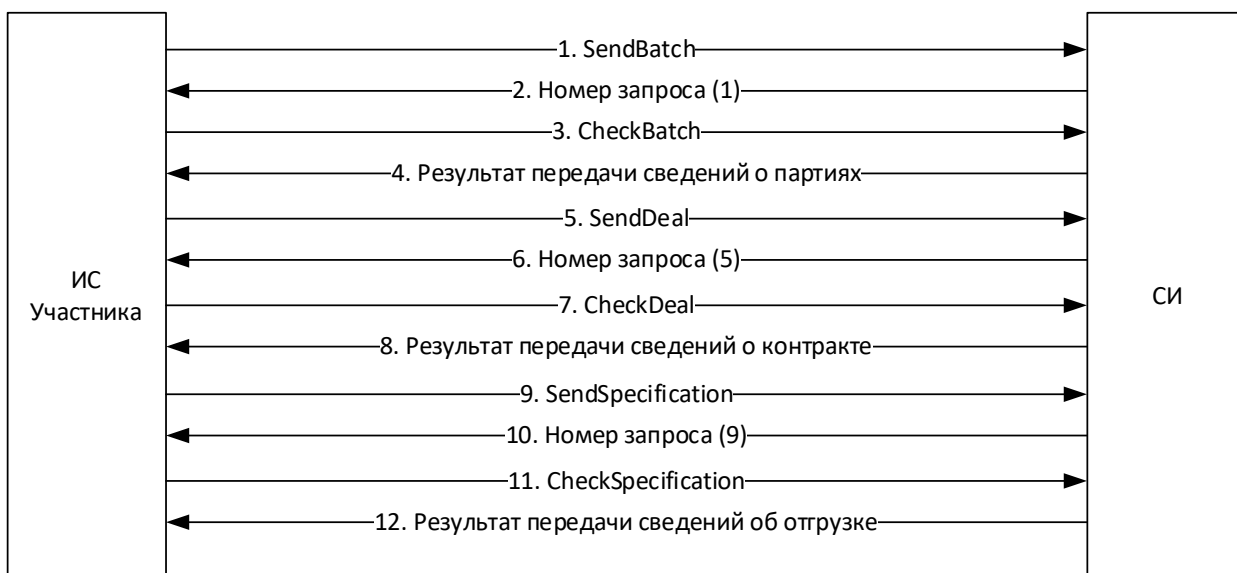 1. SendBatch
2. Номер запроса (1)
3. CheckBatch
4. Результат передачи сведений о партиях
5. SendDeal
6. Номер запроса (5)
ИС
Участника
7. CheckDeal
СИ
8. Результат передачи сведений о контракте
9. SendSpecification
10. Номер запроса (9)
11. CheckSpecification
12. Результат передачи сведений об отгрузке